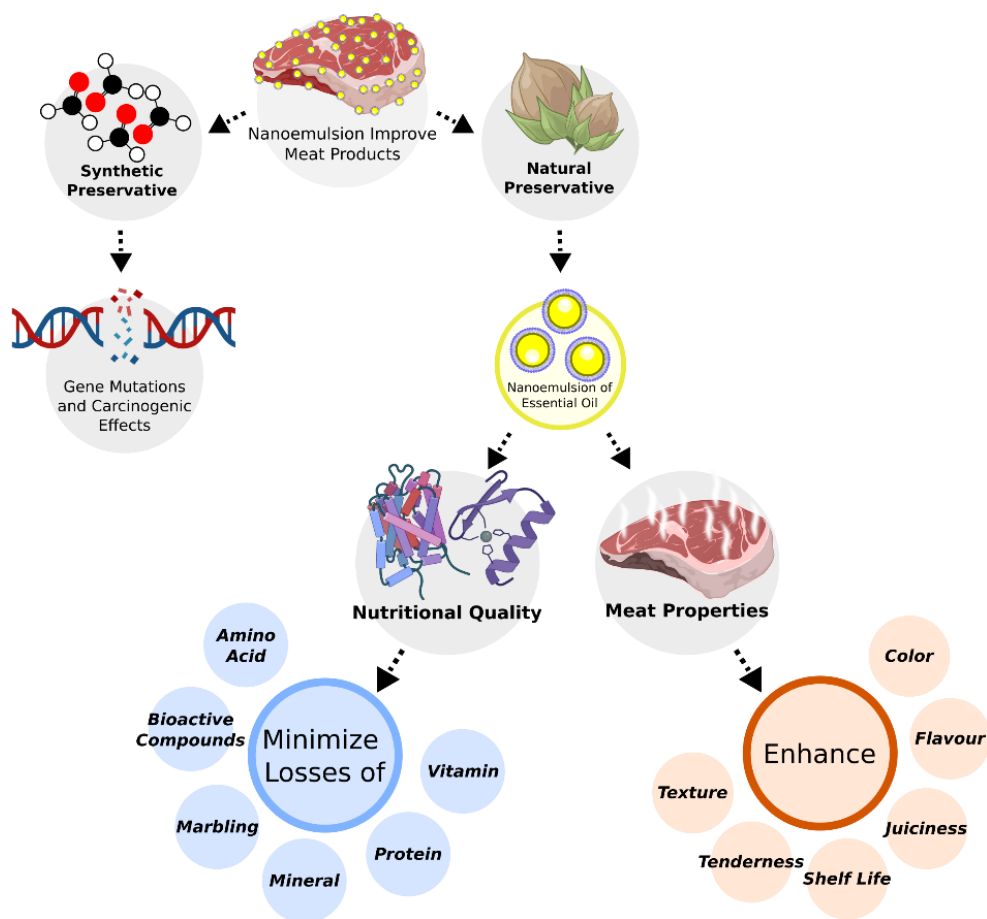 Nanoemulsion Improve
Meat Products
Synthetic
Preservative
Natural
Preservative
Gene Mutations
and Carcinogenic
Effects
Nanoemulsion of
Essential Oil
Nutritional Quality
Meat Properties
Amino
Acid
Bioactive
Compounds
Marbling
Mineral
Protein
Vitamin
Minimize
Losses of
Enhance
Color
Flavour
Juiciness
Shelf Life
Tenderness
Texture